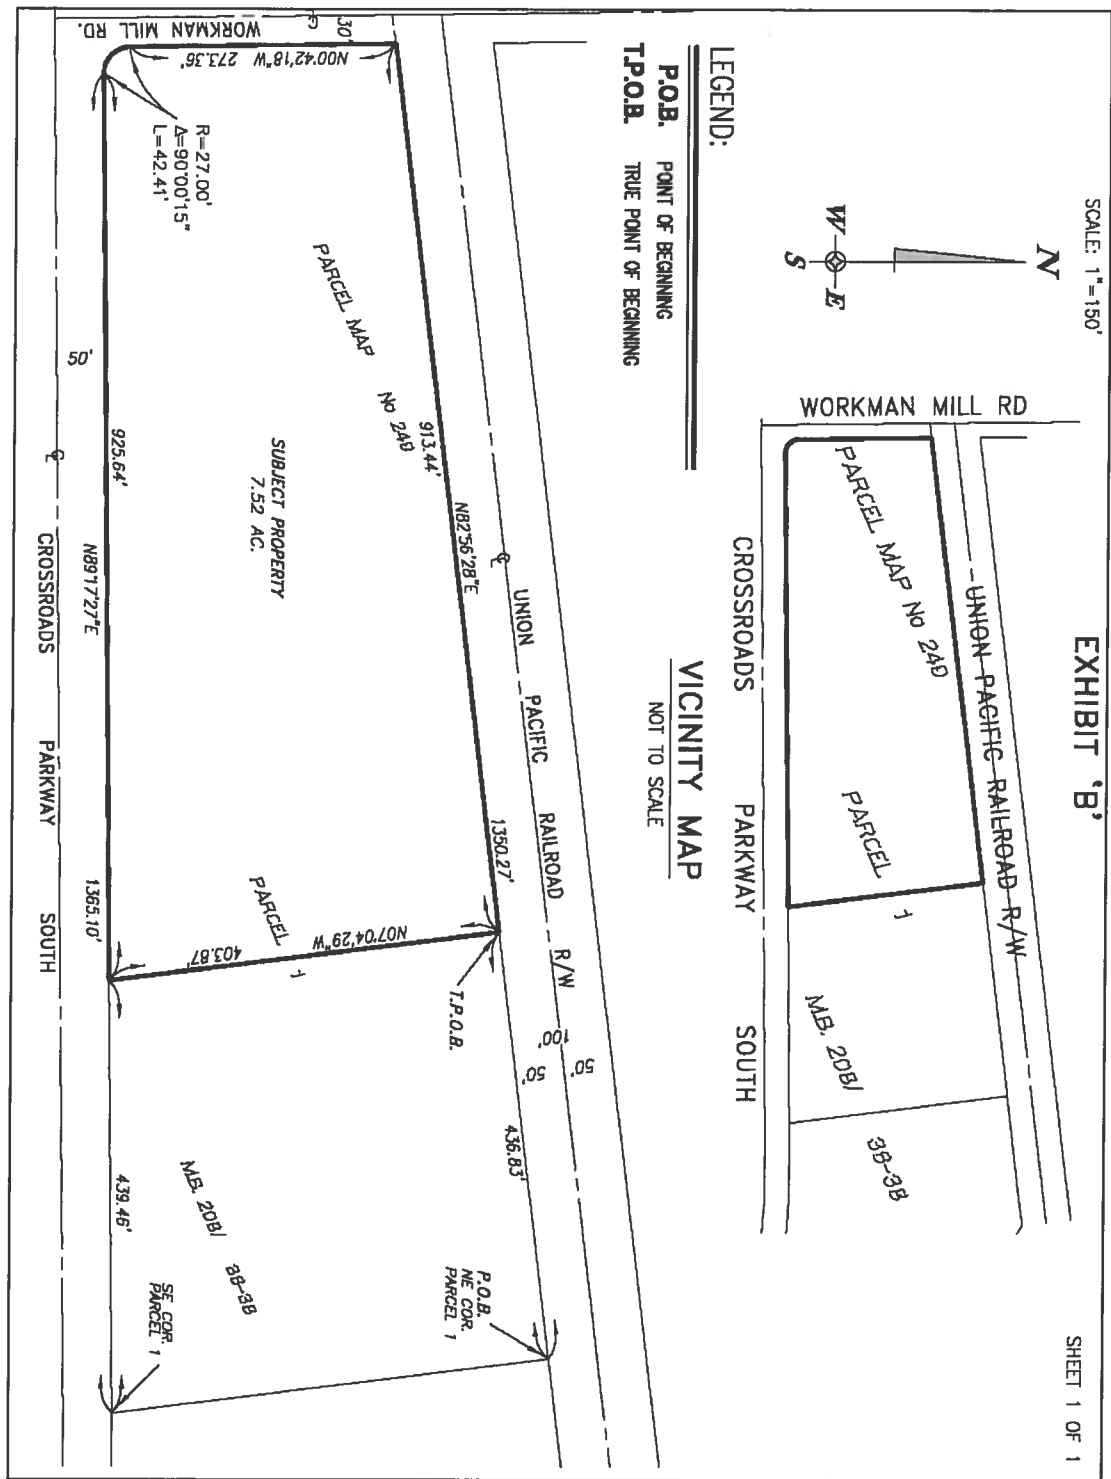 EXHIBIT 'B'
SHEET 1 OF 1
SCALE: 1"=150'
N
W
E
S
LEGEND:
P.O.B. POINT OF BEGINNING
T.P.O.B. TRUE POINT OF BEGINNING
WORKMAN MILL RD
UNION PACIFIC RAILROAD R/W
PARCEL MAP No 240
PARCEL 1
M.B. 208/
38-38
CROSSROADS PARKWAY SOUTH
VICINITY MAP
NOT TO SCALE
WORKMAN MILL RD.
30'
N00°42'18"W 273.36'
R=27.00'
Δ=90°00'15"
L=42.41'
PARCEL MAP
No 240
913.44'
N82°56'28"E
1350.27'
UNION PACIFIC RAILROAD R/W
100'
50'
50'
436.83'
T.P.O.B.
P.O.B.
NE COR.
PARCEL 1
SUBJECT PROPERTY
7.52 AC.
PARCEL 1
N07°04'29"W
403.87'
M.B. 208/
38-38
SE COR.
PARCEL 1
50'
925.64'
N89°17'27"E
1365.10'
439.46'
CROSSROADS PARKWAY SOUTH